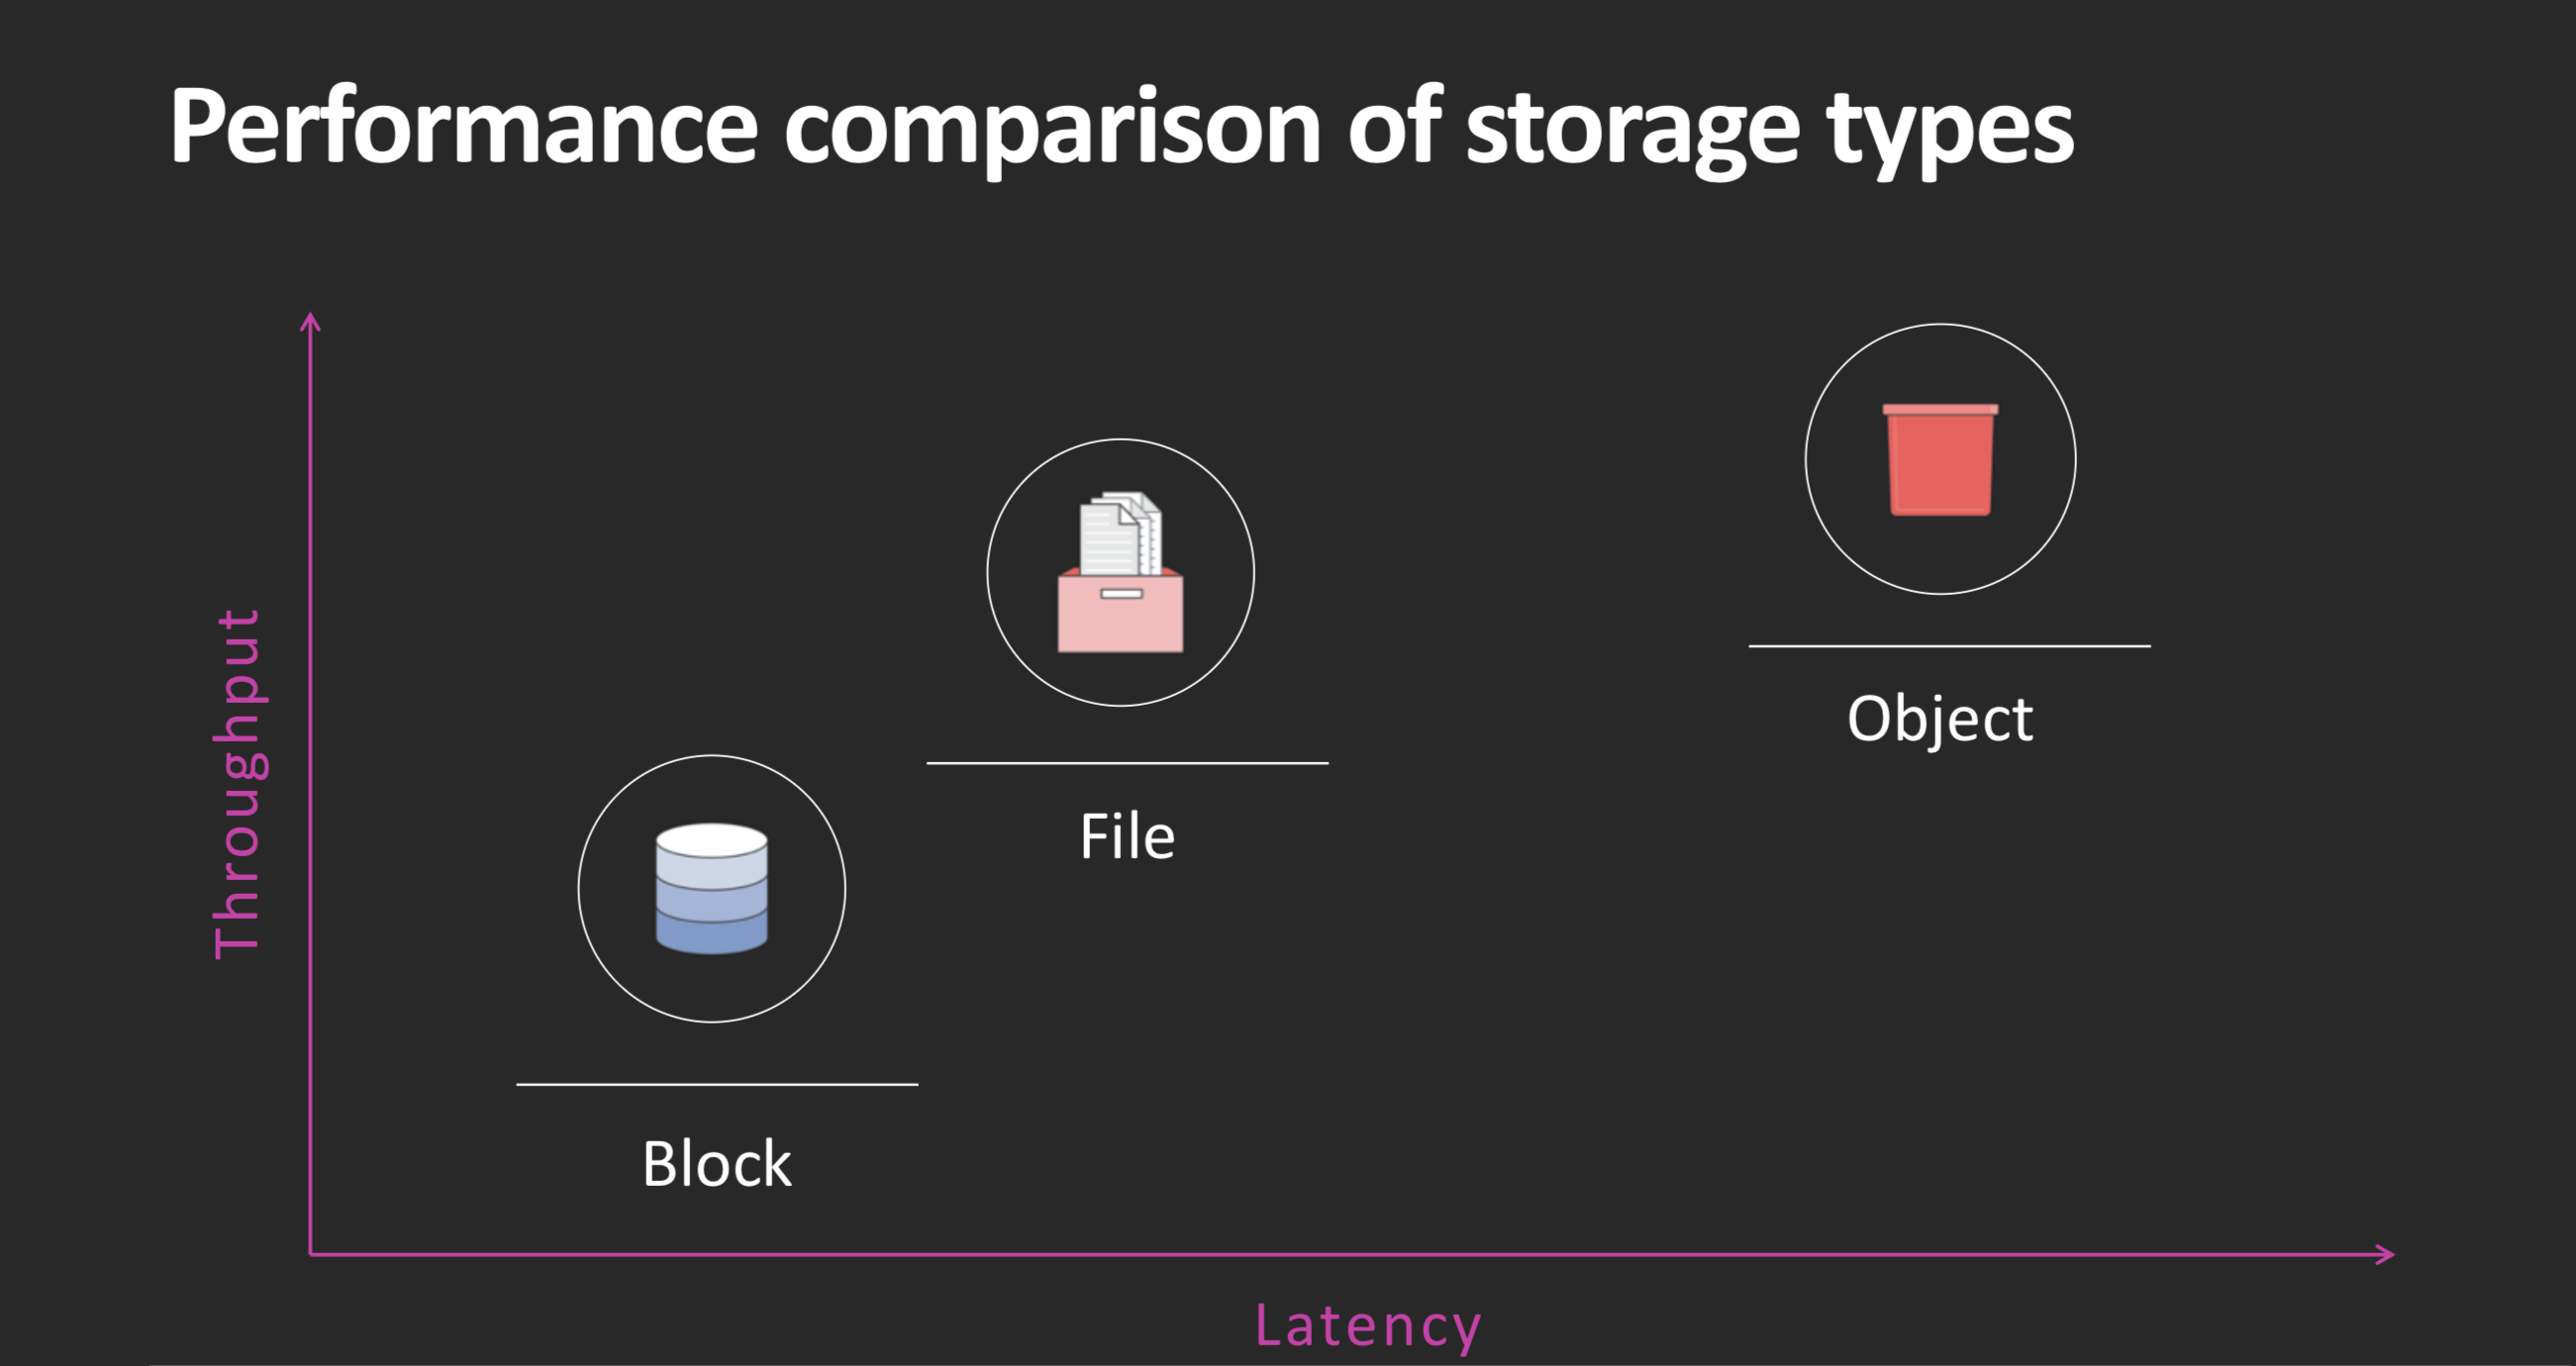 Performance comparison of storage types
Throughput
Object
File
Block
Latency